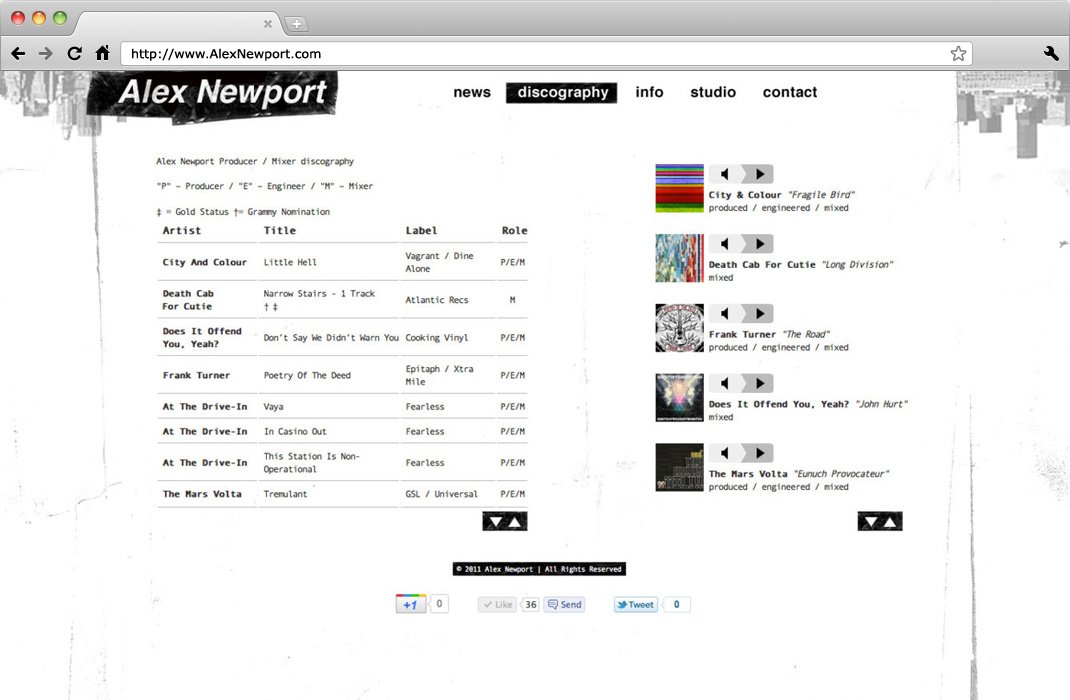 http://www.AlexNewport.com
Alex Newport
news discography info studio contact
Alex Newport Producer / Mixer discography
"P" - Producer / "E" - Engineer / "M" - Mixer
‡ = Gold Status †= Grammy Nomination
Artist Title Label Role
City And Colour Little Hell Vagrant / Dine Alone P/E/M
Death Cab For Cutie Narrow Stairs - 1 Track † ‡ Atlantic Recs M
Does It Offend You, Yeah? Don't Say We Didn't Warn You Cooking Vinyl P/E/M
Frank Turner Poetry Of The Deed Epitaph / Xtra Mile P/E/M
At The Drive-In Vaya Fearless P/E/M
At The Drive-In In Casino Out Fearless P/E/M
At The Drive-In This Station Is Non-Operational Fearless P/E/M
The Mars Volta Tremulant GSL / Universal P/E/M
City & Colour "Fragile Bird"
produced / engineered / mixed
Death Cab For Cutie "Long Division"
mixed
Frank Turner "The Road"
produced / engineered / mixed
Does It Offend You, Yeah? "John Hurt"
mixed
The Mars Volta "Eunuch Provocateur"
produced / engineered / mixed
© 2011 Alex Newport | All Rights Reserved
+1 0 Like 36 Send Tweet 0